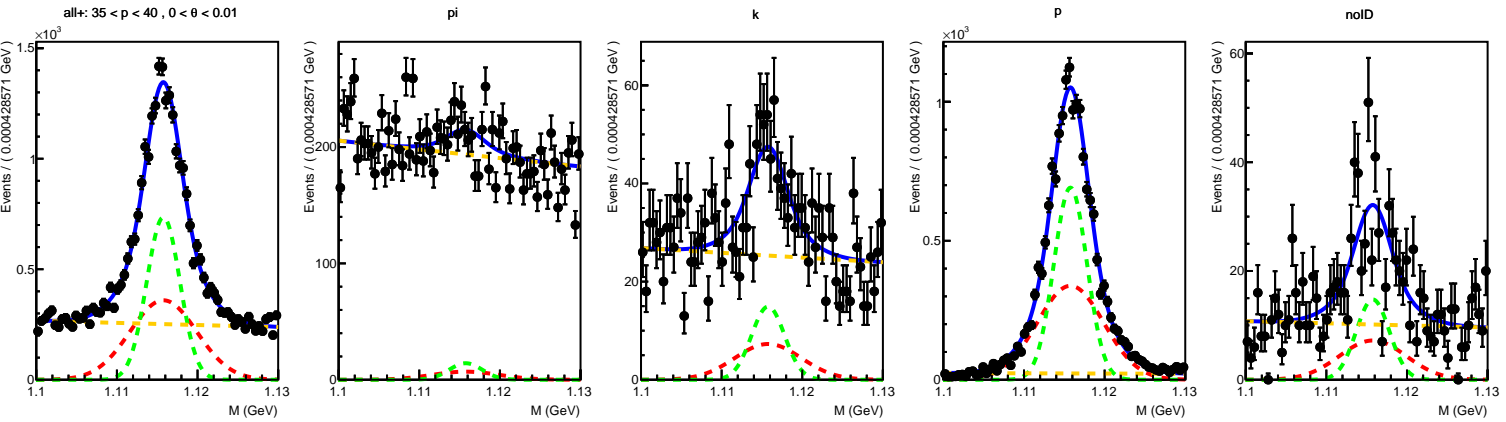 all+: 35 < p < 40 , 0 < θ < 0.01
×10³
Events / ( 0.000428571 GeV )
1.5
1
0.5
0
1.1 1.11 1.12 1.13
M (GeV)
pi
Events / ( 0.000428571 GeV )
200
100
0
1.1 1.11 1.12 1.13
M (GeV)
k
Events / ( 0.000428571 GeV )
60
40
20
0
1.1 1.11 1.12 1.13
M (GeV)
p
×10³
Events / ( 0.000428571 GeV )
1
0.5
0
1.1 1.11 1.12 1.13
M (GeV)
noID
Events / ( 0.000428571 GeV )
60
40
20
0
1.1 1.11 1.12 1.13
M (GeV)